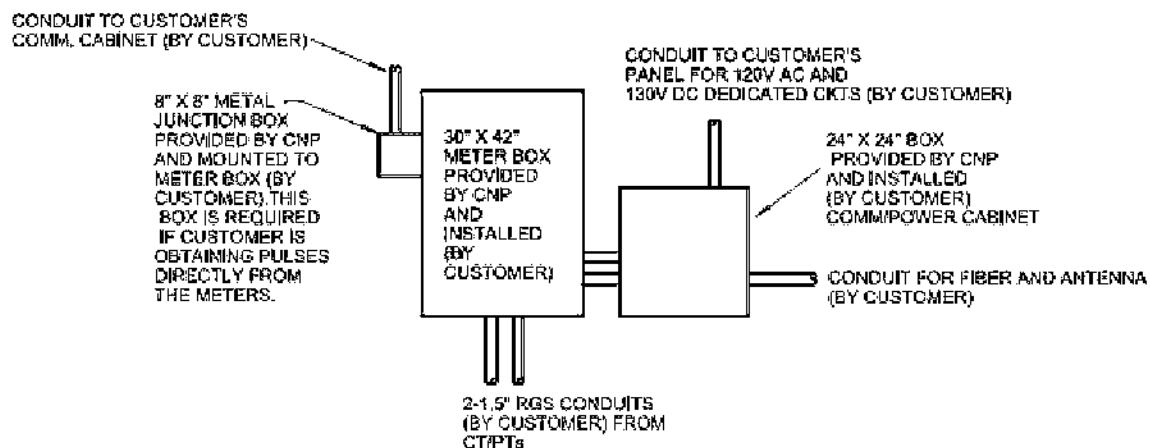 CONDUIT TO CUSTOMER'S
COMM. CABINET (BY CUSTOMER)
8" X 8" METAL
JUNCTION BOX
PROVIDED BY CNP
AND MOUNTED TO
METER BOX (BY
CUSTOMER).THIS
BOX IS REQUIRED
IF CUSTOMER IS
OBTAINING PULSES
DIRECTLY FROM
THE METERS.
30" X 42"
METER BOX
PROVIDED
BY CNP
AND
INSTALLED
(BY
CUSTOMER)
CONDUIT TO CUSTOMER'S
PANEL FOR 120V AC AND
130V DC DEDICATED CKTS (BY CUSTOMER)
24" X 24" BOX
PROVIDED BY CNP
AND INSTALLED
(BY CUSTOMER)
COMM/POWER CABINET
CONDUIT FOR FIBER AND ANTENNA
(BY CUSTOMER)
2-1.5" RGS CONDUITS
(BY CUSTOMER) FROM
CT/PTs